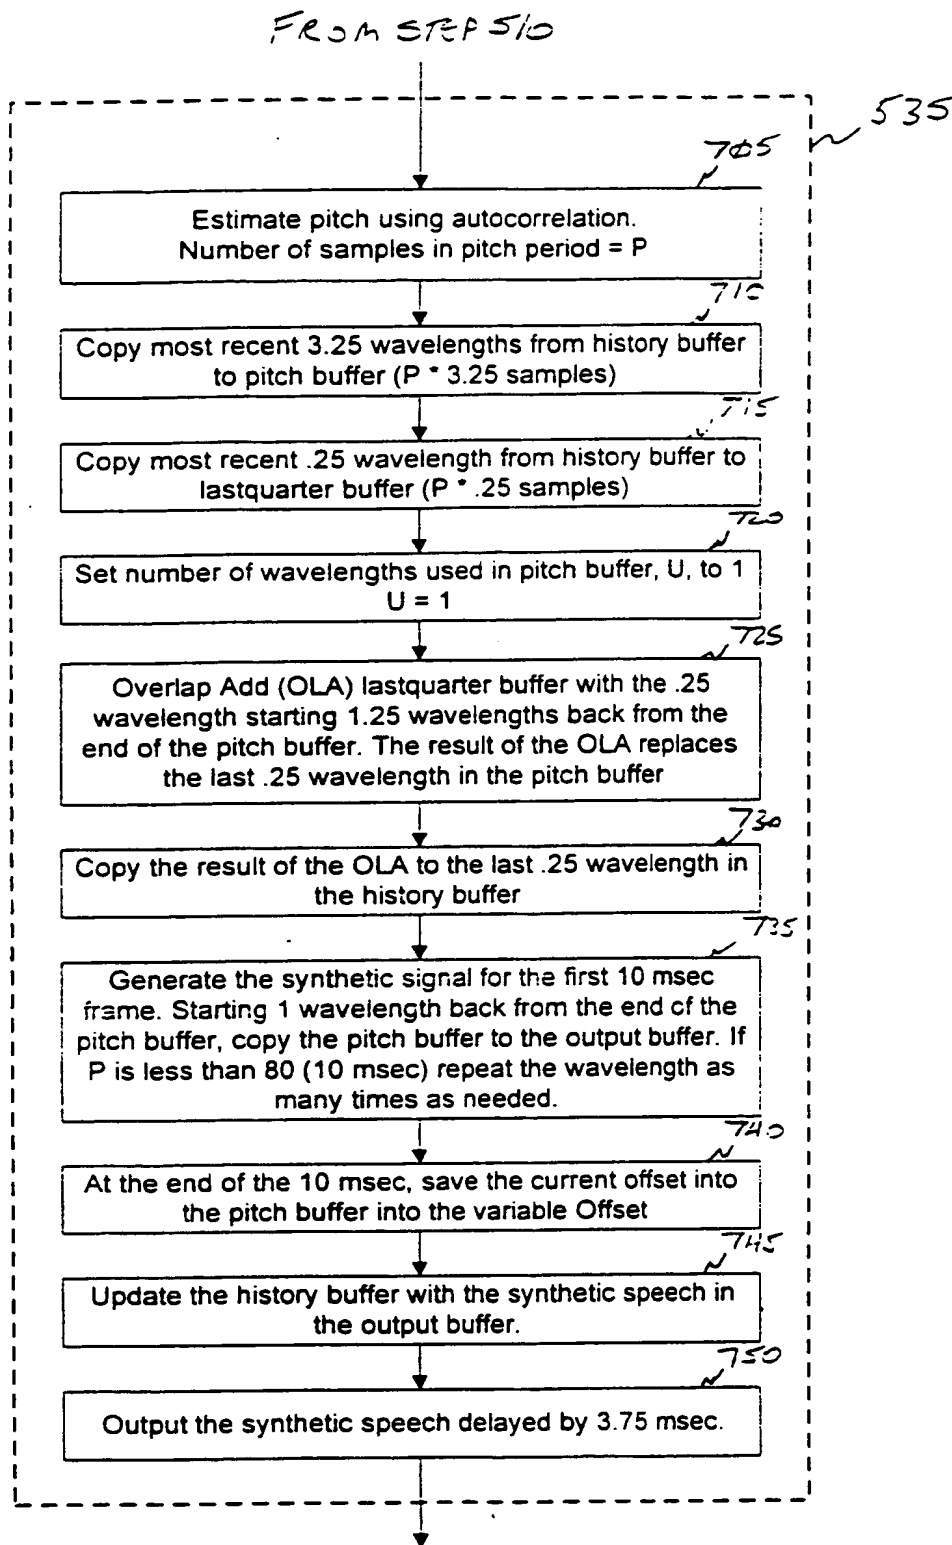 FROM STEP 510
535
705
Estimate pitch using autocorrelation.
Number of samples in pitch period = P
710
Copy most recent 3.25 wavelengths from history buffer
to pitch buffer (P * 3.25 samples)
715
Copy most recent .25 wavelength from history buffer to
lastquarter buffer (P * .25 samples)
720
Set number of wavelengths used in pitch buffer, U, to 1
U = 1
725
Overlap Add (OLA) lastquarter buffer with the .25
wavelength starting 1.25 wavelengths back from the
end of the pitch buffer. The result of the OLA replaces
the last .25 wavelength in the pitch buffer
730
Copy the result of the OLA to the last .25 wavelength in
the history buffer
735
Generate the synthetic signal for the first 10 msec
frame. Starting 1 wavelength back from the end of the
pitch buffer, copy the pitch buffer to the output buffer. If
P is less than 80 (10 msec) repeat the wavelength as
many times as needed.
740
At the end of the 10 msec, save the current offset into
the pitch buffer into the variable Offset
745
Update the history buffer with the synthetic speech in
the output buffer.
750
Output the synthetic speech delayed by 3.75 msec.